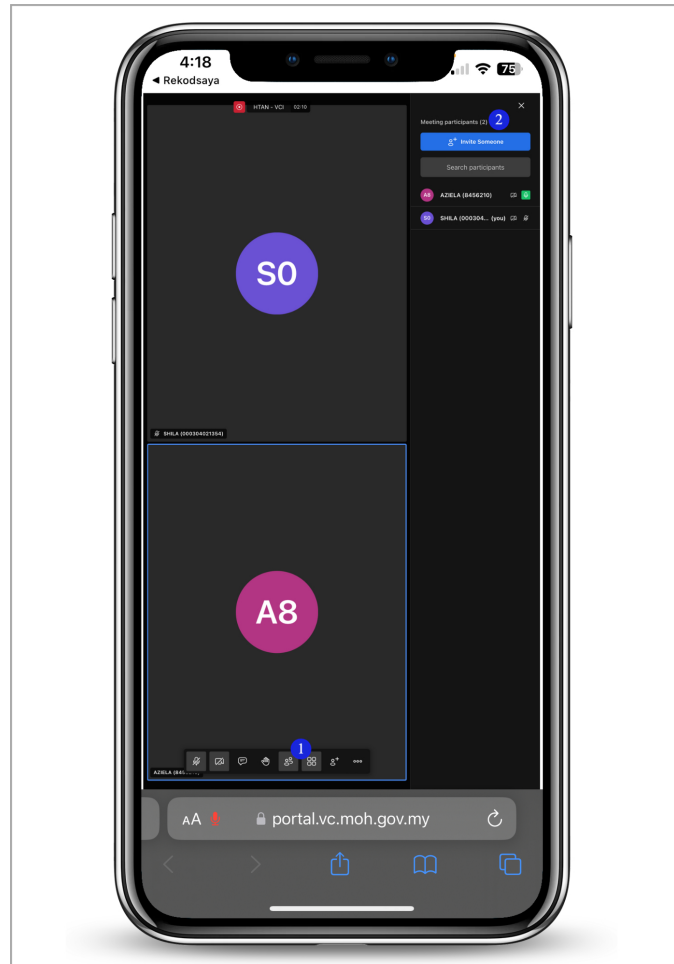 4:18
75
◀ Rekodsaya
HTAN - VCI 02:10
Meeting participants (2) 2
Invite Someone
Search participants
A8 AZIELA (8456210)
S0 SHILA (000304... (you)
S0
SHILA (000304021354)
A8
1
AZIELA (845
AA portal.vc.moh.gov.my